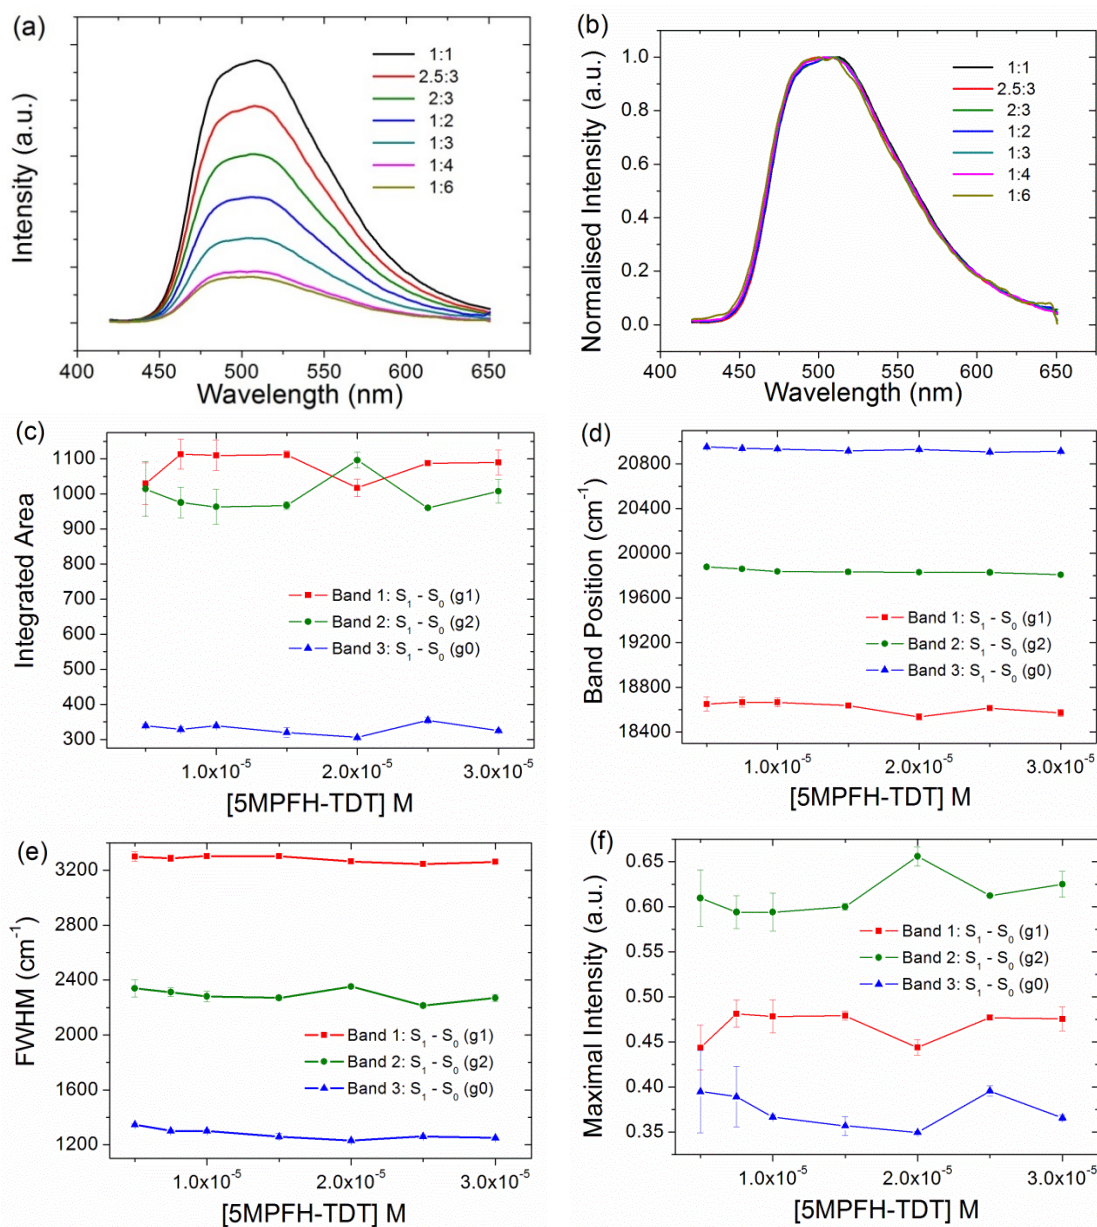 (a)
Intensity (a.u.)
1:1
2.5:3
2:3
1:2
1:3
1:4
1:6
400 450 500 550 600 650
Wavelength (nm)
(b)
Normalised Intensity (a.u.)
1.0
0.8
0.6
0.4
0.2
0.0
1:1
2.5:3
2:3
1:2
1:3
1:4
1:6
400 450 500 550 600 650
Wavelength (nm)
(c)
Integrated Area
1100
1000
900
800
700
600
500
400
300
Band 1: S₁ - S₀ (g1)
Band 2: S₁ - S₀ (g2)
Band 3: S₁ - S₀ (g0)
1.0x10⁻⁵ 2.0x10⁻⁵ 3.0x10⁻⁵
[5MPFH-TDT] M
(d)
Band Position (cm⁻¹)
20800
20400
20000
19600
19200
18800
18400
Band 1: S₁ - S₀ (g1)
Band 2: S₁ - S₀ (g2)
Band 3: S₁ - S₀ (g0)
1.0x10⁻⁵ 2.0x10⁻⁵ 3.0x10⁻⁵
[5MPFH-TDT] M
(e)
FWHM (cm⁻¹)
3200
2800
2400
2000
1600
1200
Band 1: S₁ - S₀ (g1)
Band 2: S₁ - S₀ (g2)
Band 3: S₁ - S₀ (g0)
1.0x10⁻⁵ 2.0x10⁻⁵ 3.0x10⁻⁵
[5MPFH-TDT] M
(f)
Maximal Intensity (a.u.)
0.65
0.60
0.55
0.50
0.45
0.40
0.35
Band 1: S₁ - S₀ (g1)
Band 2: S₁ - S₀ (g2)
Band 3: S₁ - S₀ (g0)
1.0x10⁻⁵ 2.0x10⁻⁵ 3.0x10⁻⁵
[5MPFH-TDT] M